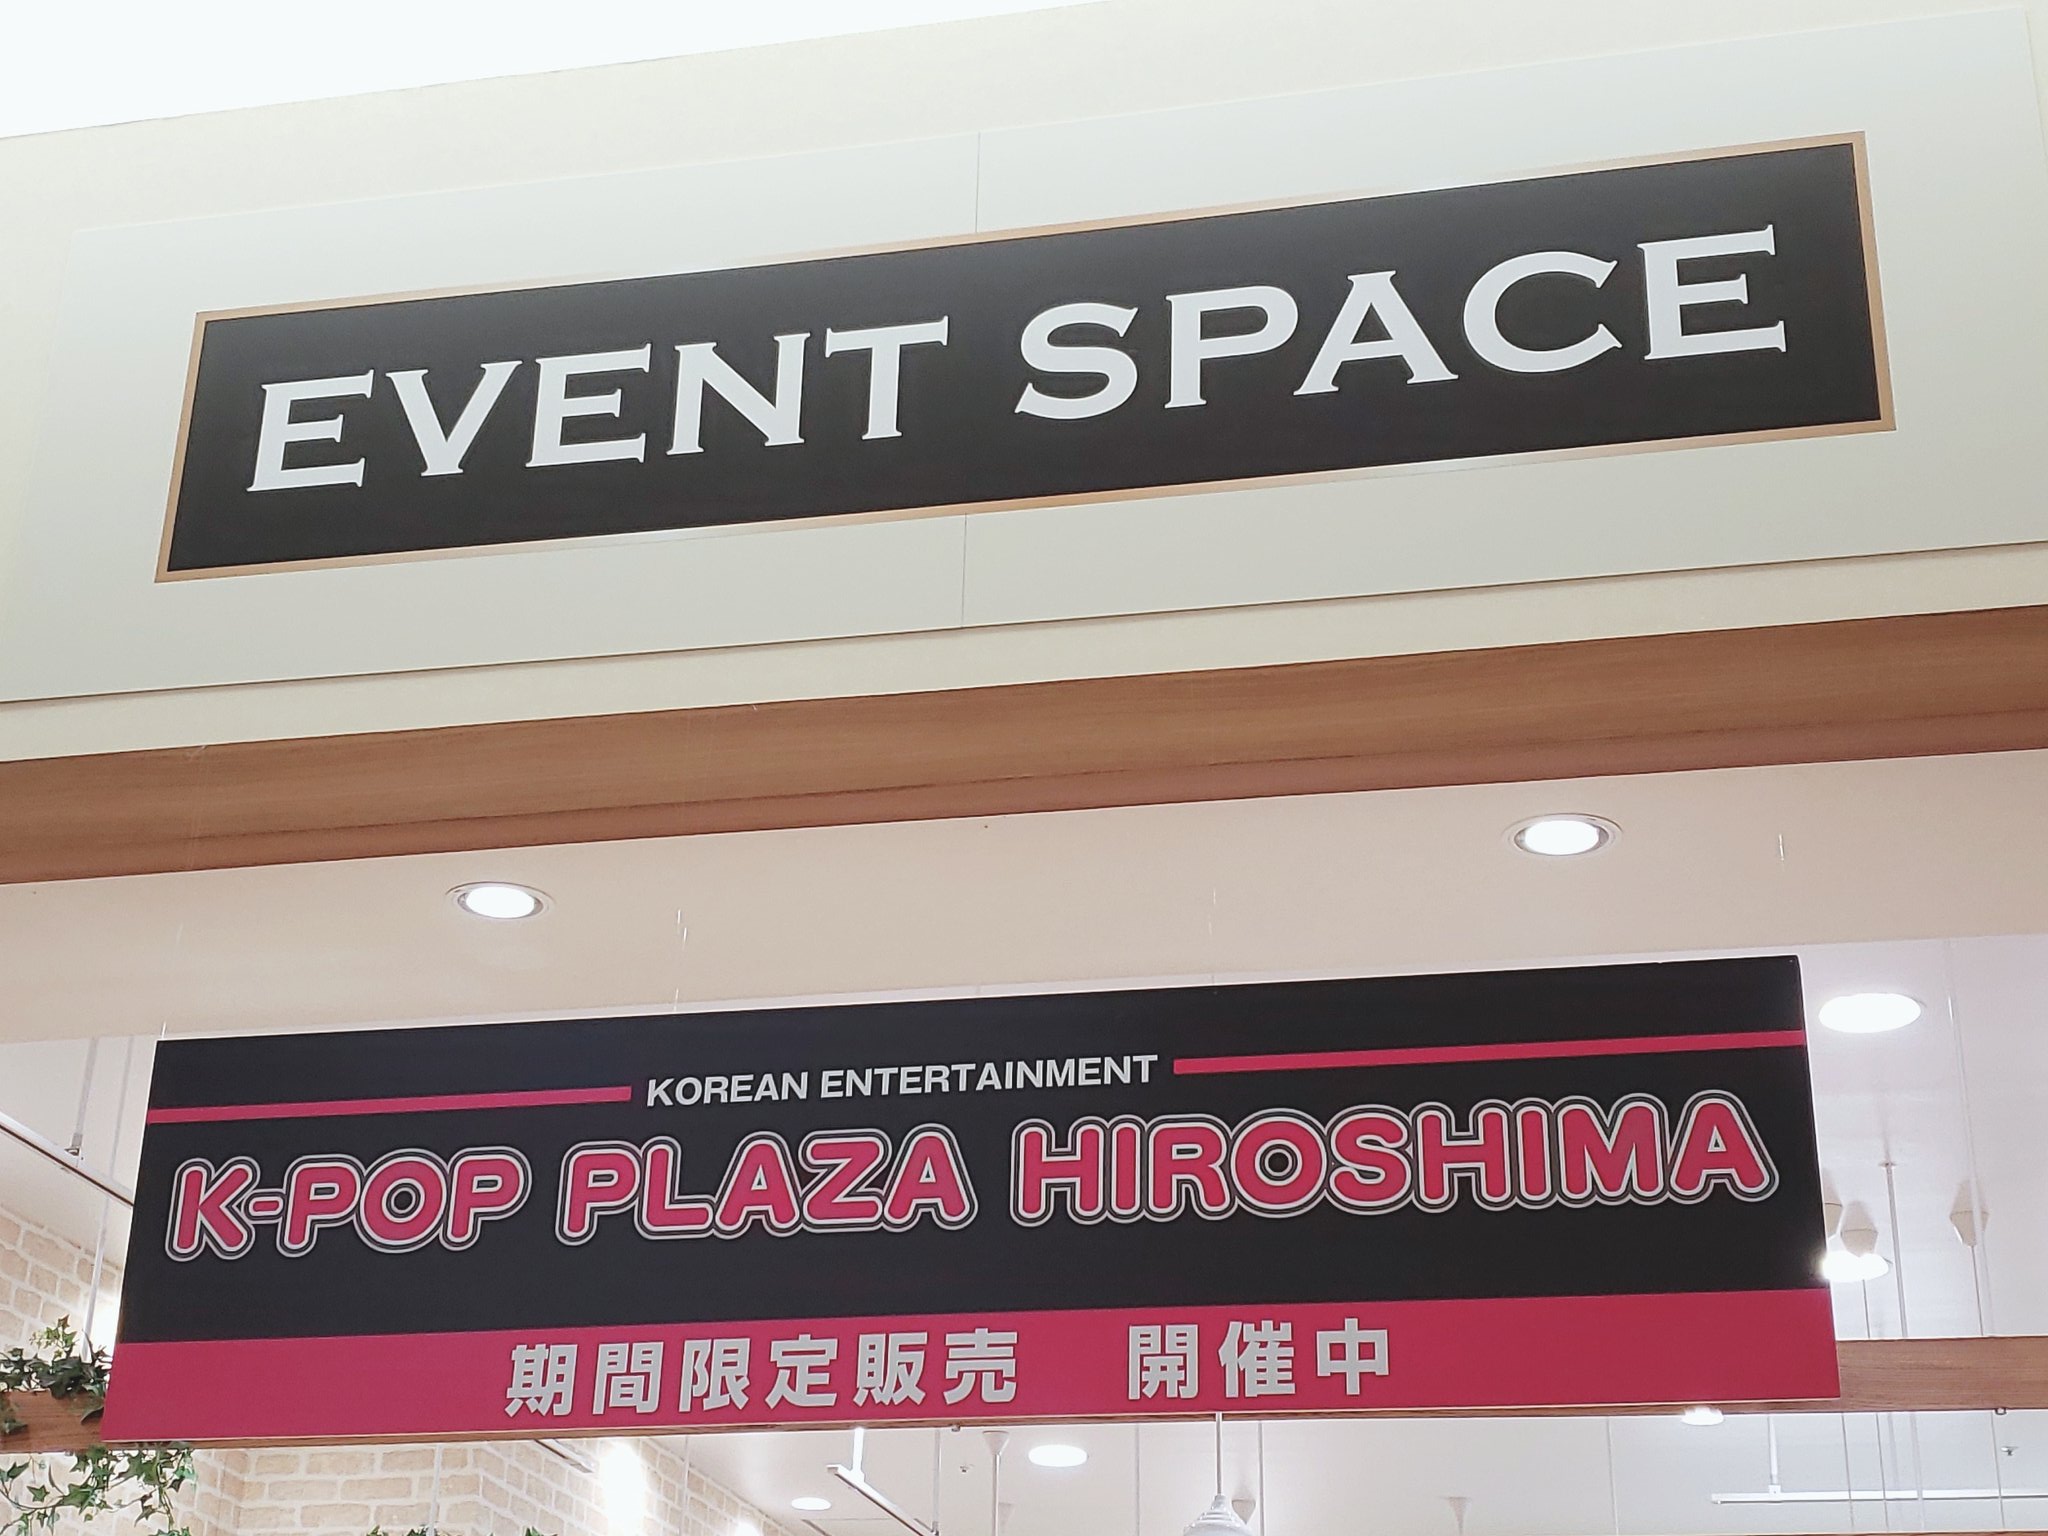 EVENT SPACE
KOREAN ENTERTAINMENT
K-POP PLAZA HIROSHIMA
期間限定販売　開催中